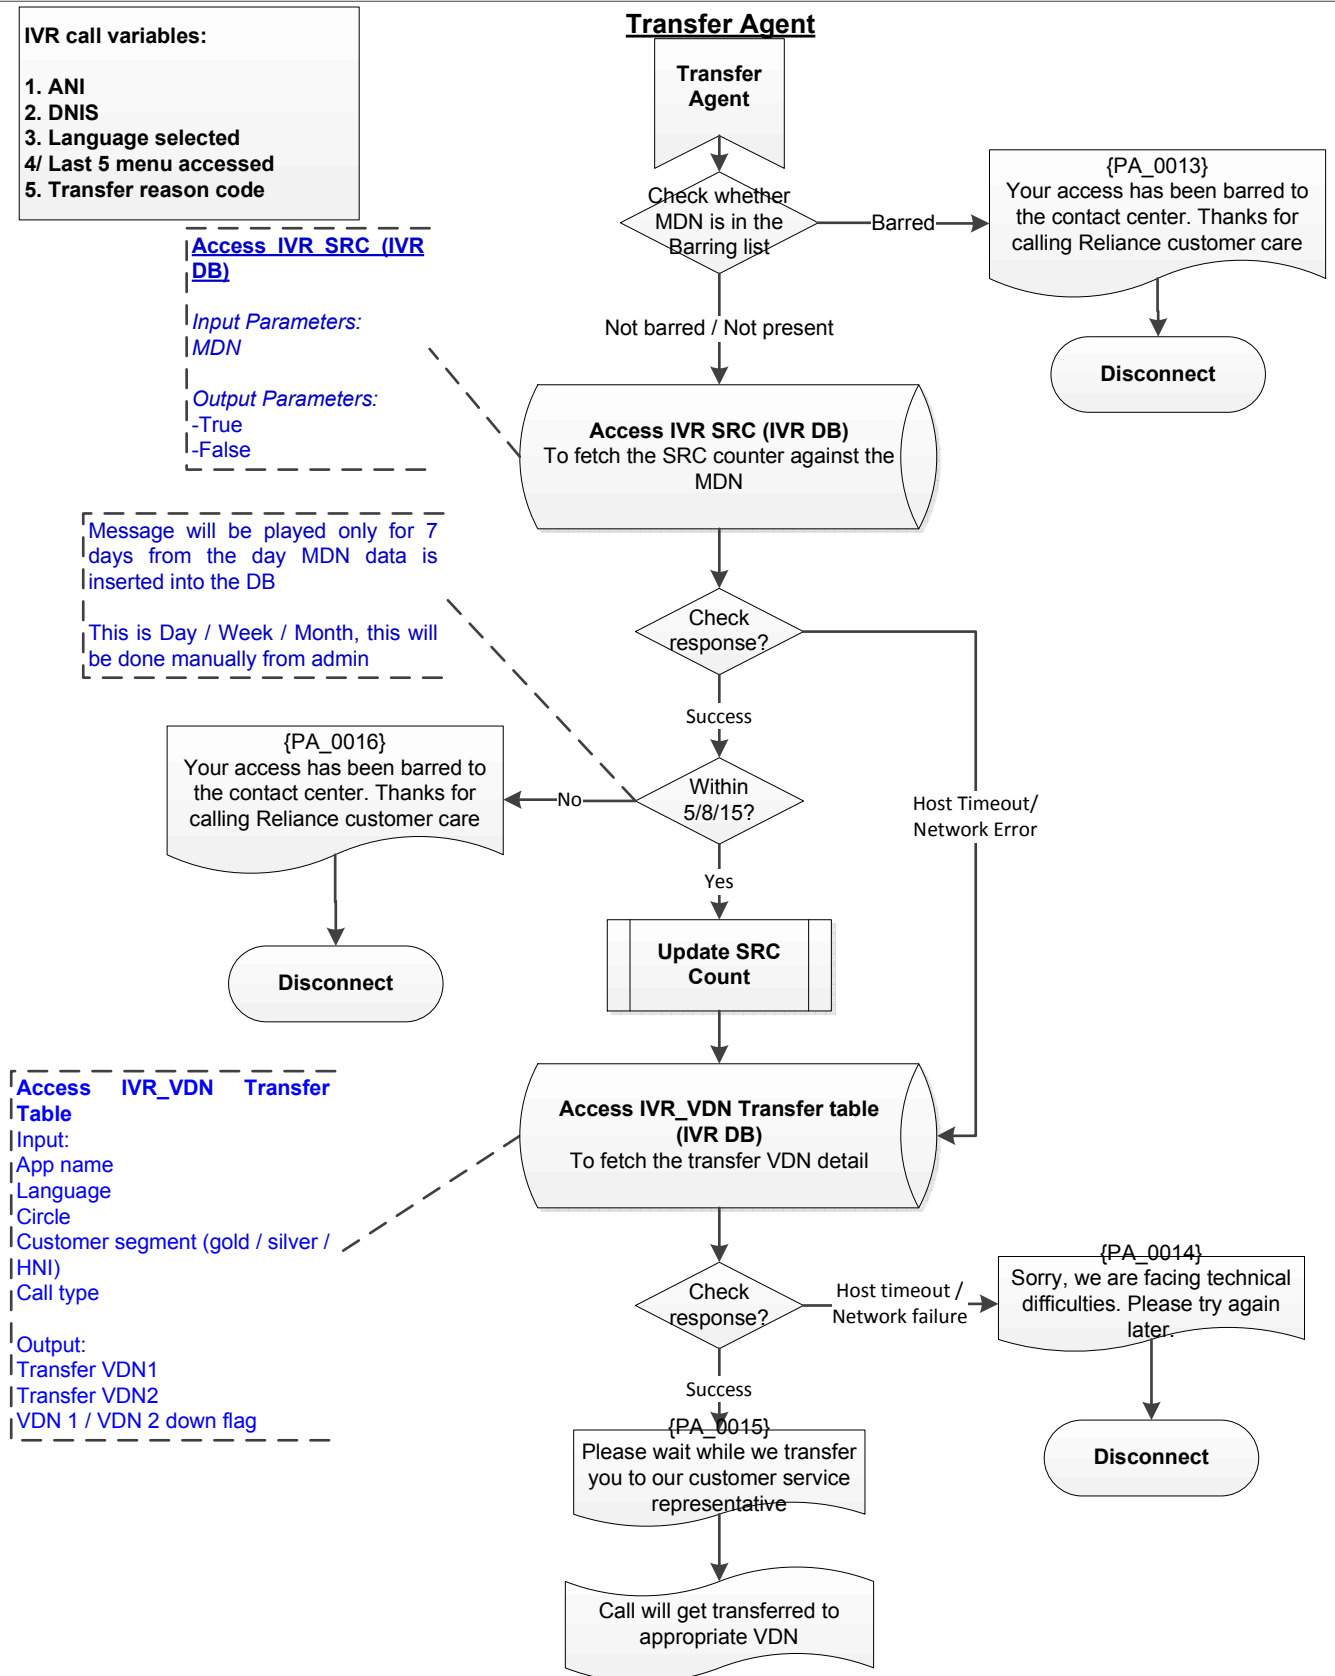 Transfer Agent
IVR call variables:
1. ANI
2. DNIS
3. Language selected
4/ Last 5 menu accessed
5. Transfer reason code
Transfer
Agent
Check whether
MDN is in the
Barring list
Barred
{PA_0013}
Your access has been barred to
the contact center. Thanks for
calling Reliance customer care
Disconnect
Not barred / Not present
Access IVR SRC (IVR
DB)
Input Parameters:
MDN
Output Parameters:
-True
-False
Access IVR SRC (IVR DB)
To fetch the SRC counter against the
MDN
Message will be played only for 7
days from the day MDN data is
inserted into the DB
This is Day / Week / Month, this will
be done manually from admin
Check
response?
Success
Host Timeout/
Network Error
Within
5/8/15?
No
{PA_0016}
Your access has been barred to
the contact center. Thanks for
calling Reliance customer care
Disconnect
Yes
Update SRC
Count
Access IVR_VDN Transfer
Table
Input:
App name
Language
Circle
Customer segment (gold / silver /
HNI)
Call type
Output:
Transfer VDN1
Transfer VDN2
VDN 1 / VDN 2 down flag
Access IVR_VDN Transfer table
(IVR DB)
To fetch the transfer VDN detail
Check
response?
Host timeout /
Network failure
{PA_0014}
Sorry, we are facing technical
difficulties. Please try again
later.
Disconnect
Success
{PA_0015}
Please wait while we transfer
you to our customer service
representative
Call will get transferred to
appropriate VDN